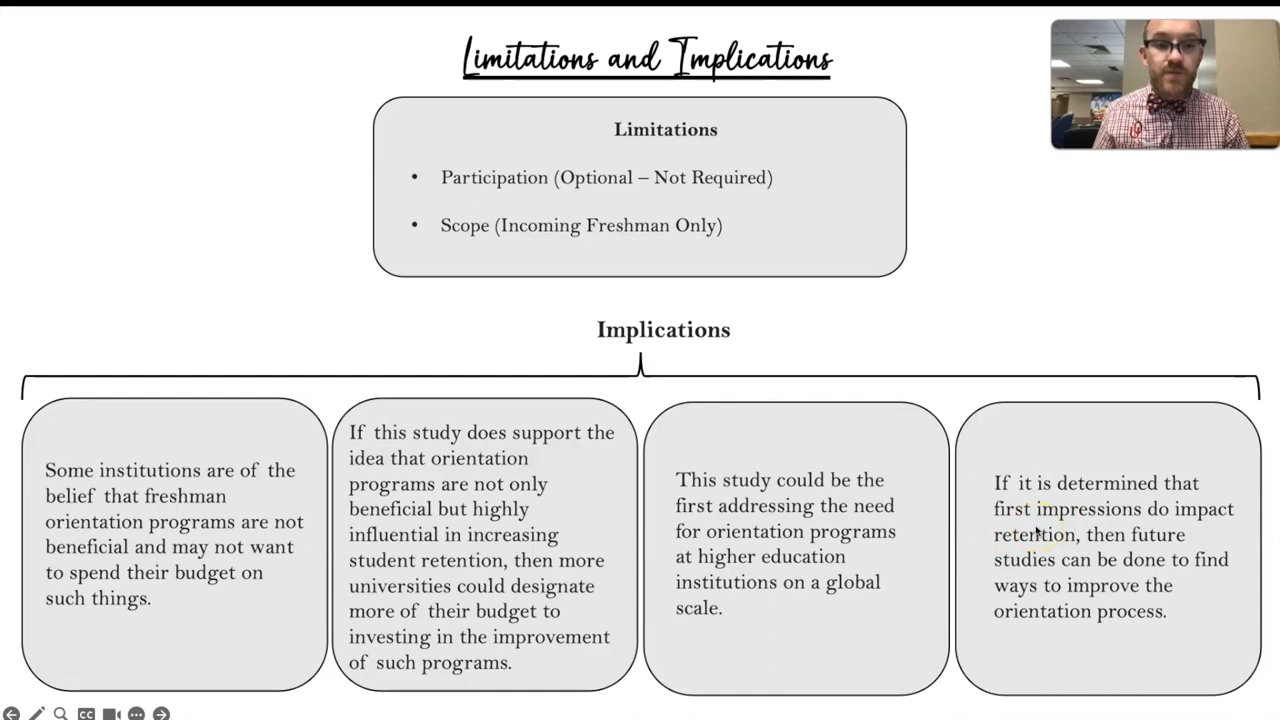 Limitations and Implications
Limitations
• Participation (Optional – Not Required)
• Scope (Incoming Freshman Only)
Implications
Some institutions are of the
belief that freshman
orientation programs are not
beneficial and may not want
to spend their budget on
such things.
If this study does support the
idea that orientation
programs are not only
beneficial but highly
influential in increasing
student retention, then more
universities could designate
more of their budget to
investing in the improvement
of such programs.
This study could be the
first addressing the need
for orientation programs
at higher education
institutions on a global
scale.
If it is determined that
first impressions do impact
retention, then future
studies can be done to find
ways to improve the
orientation process.
CC